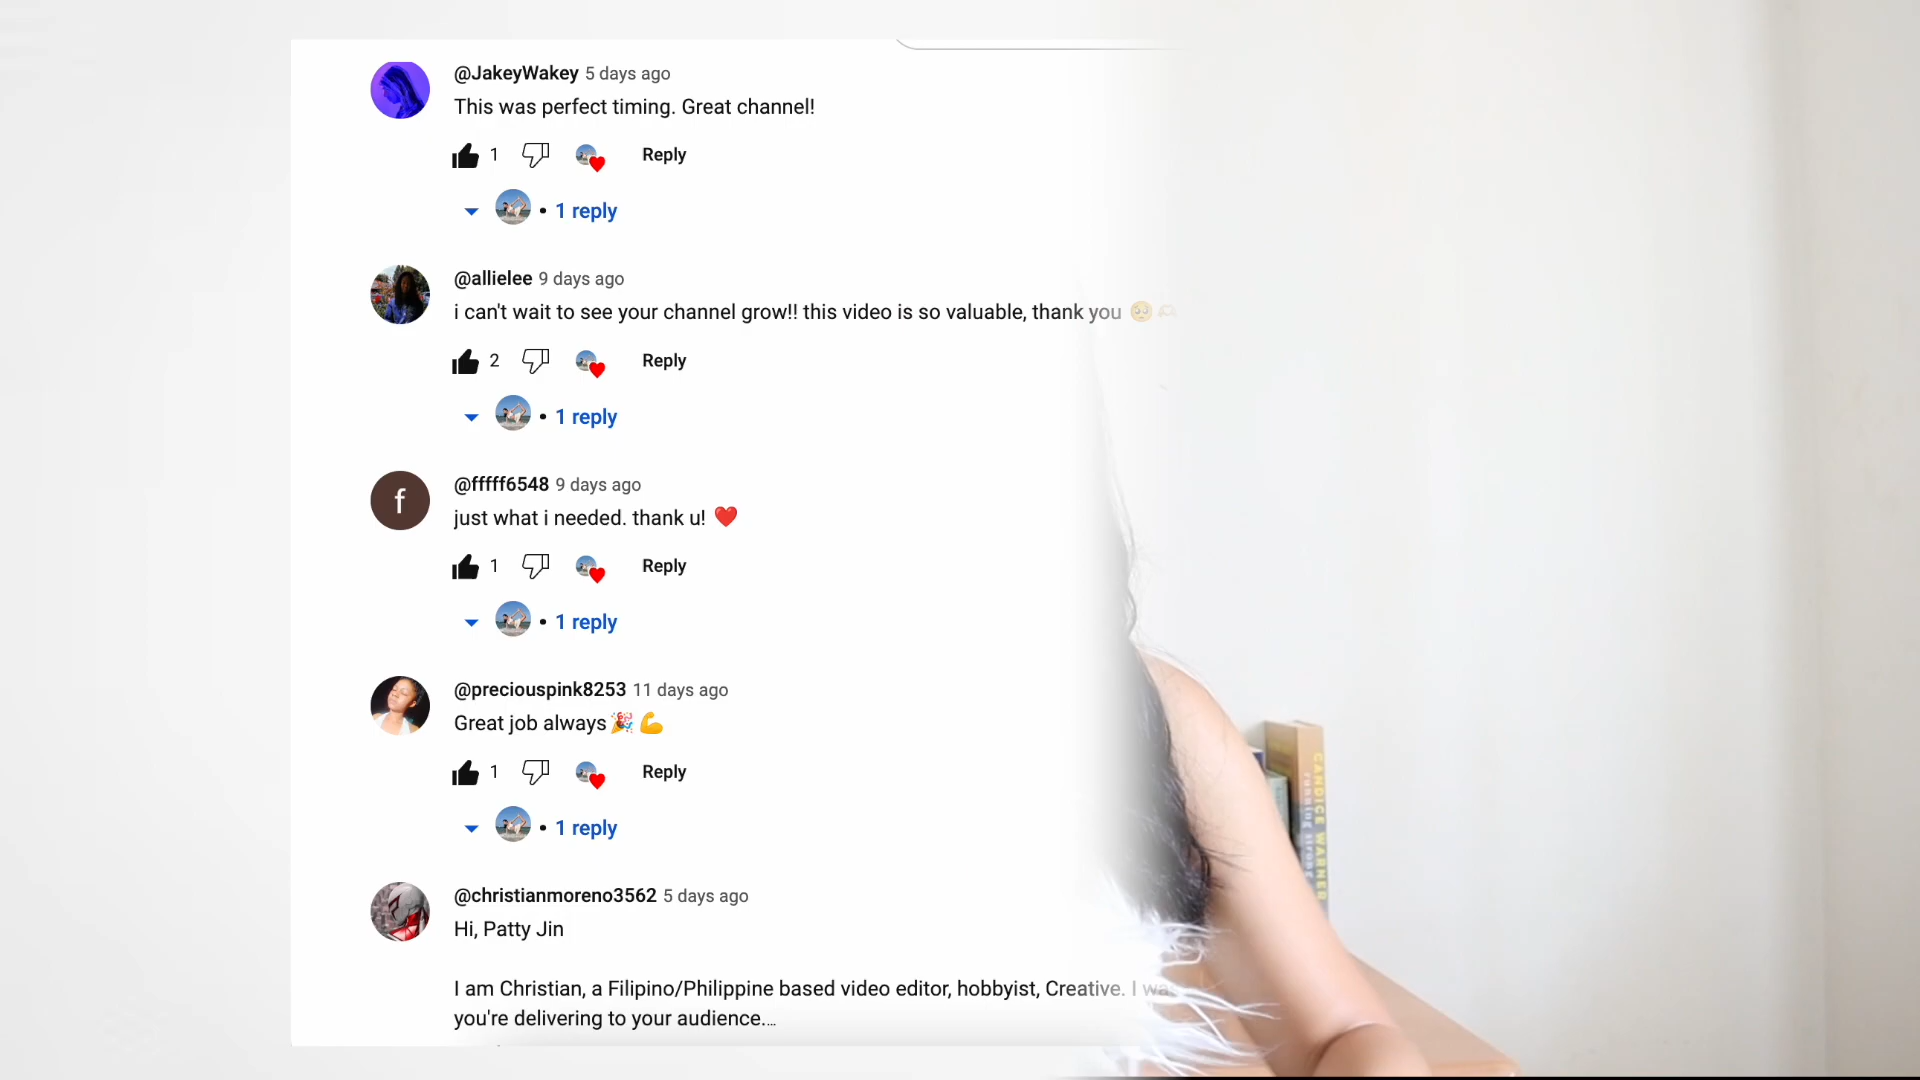 @JakeyWakey 5 days ago
This was perfect timing. Great channel!
1 Reply
• 1 reply
@allielee 9 days ago
i can't wait to see your channel grow!! this video is so valuable, thank you 🥺🫶
2 Reply
• 1 reply
f
@fffff6548 9 days ago
just what i needed. thank u! ❤️
1 Reply
• 1 reply
@preciouspink8253 11 days ago
Great job always🎉💪
1 Reply
• 1 reply
@christianmoreno3562 5 days ago
Hi, Patty Jin
I am Christian, a Filipino/Philippine based video editor, hobbyist, Creative. I
you're delivering to your audience....
CANDICE WARNER
running strong